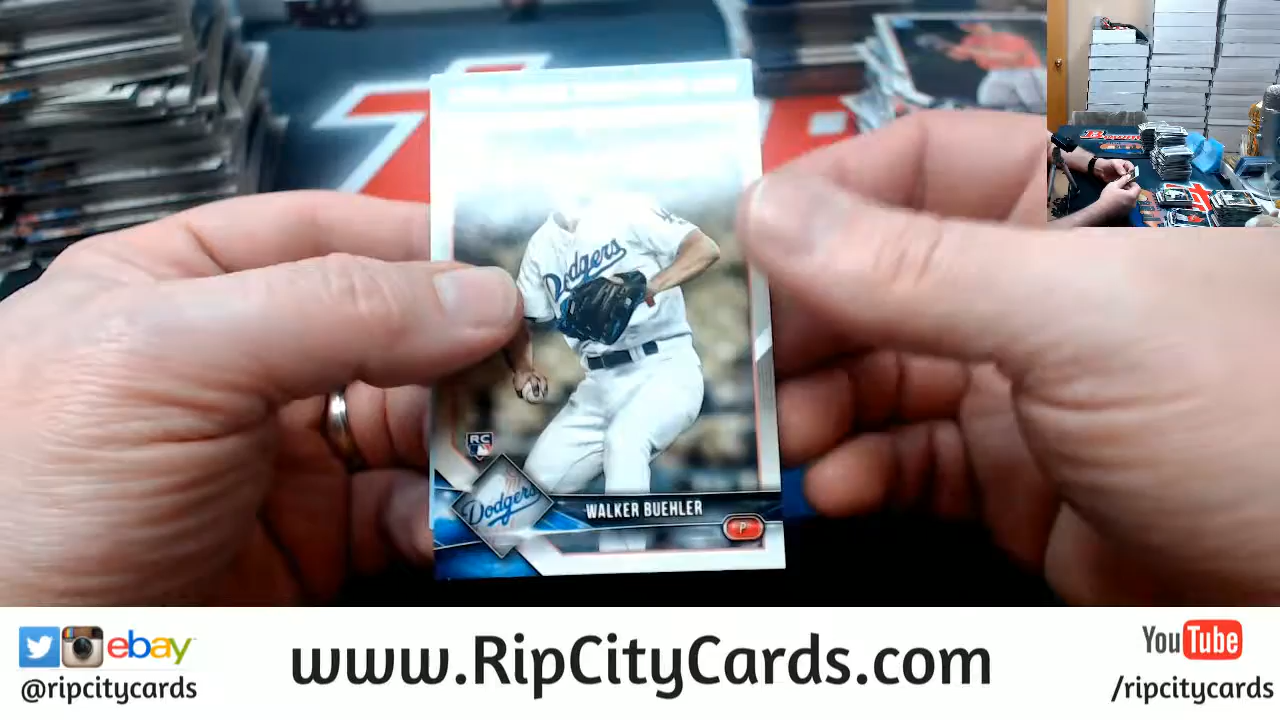 Dodgers
RC
Dodgers
WALKER BUEHLER
P
ebay
@ripcitycards
www.RipCityCards.com
YouTube
/ripcitycards